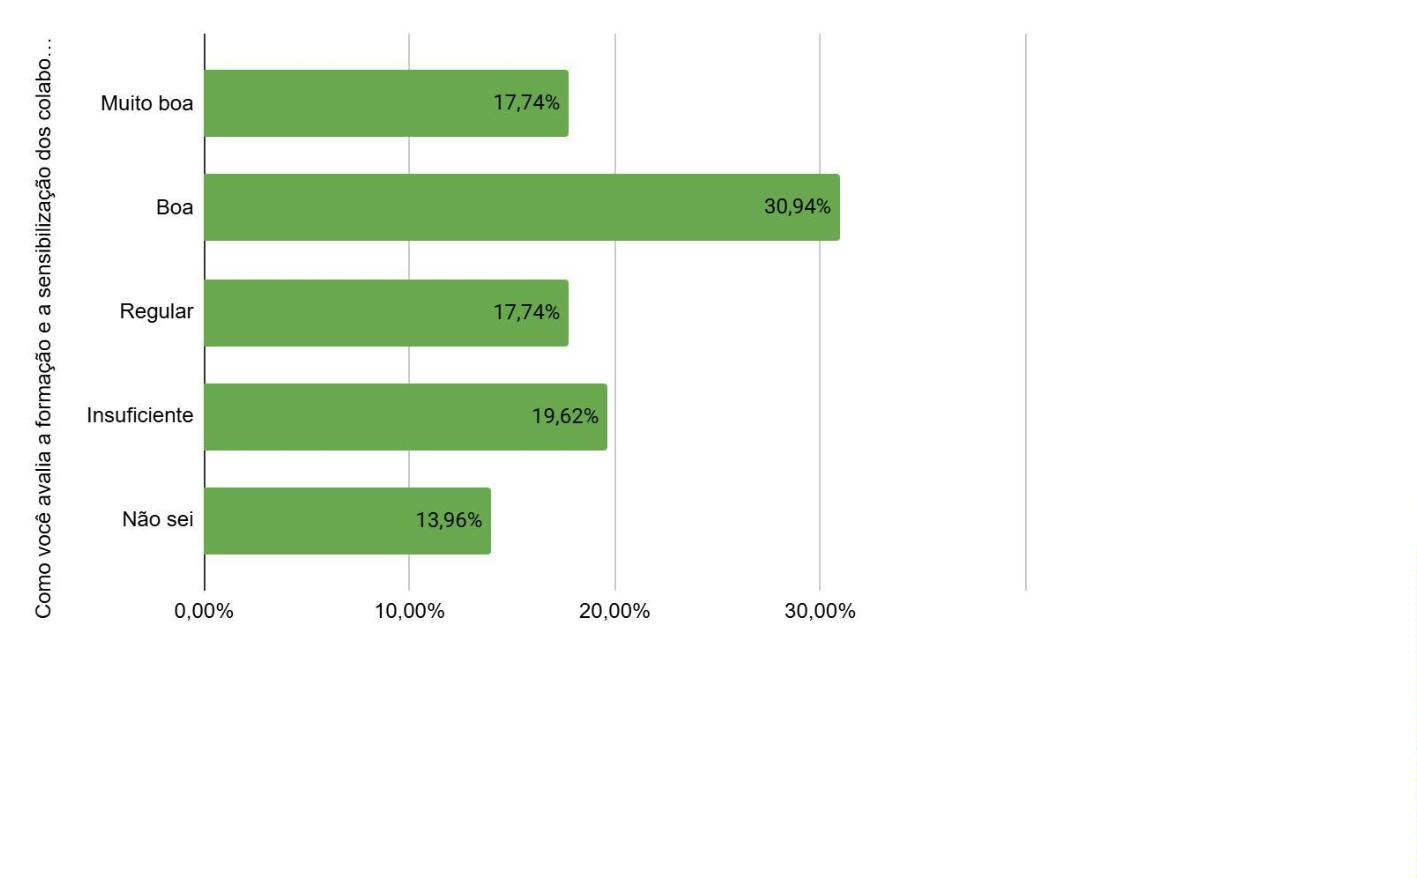 Como você avalia a formação e a sensibilização dos colabo…
Muito boa
17,74%
Boa
30,94%
Regular
17,74%
Insuficiente
19,62%
Não sei
13,96%
0,00%
10,00%
20,00%
30,00%